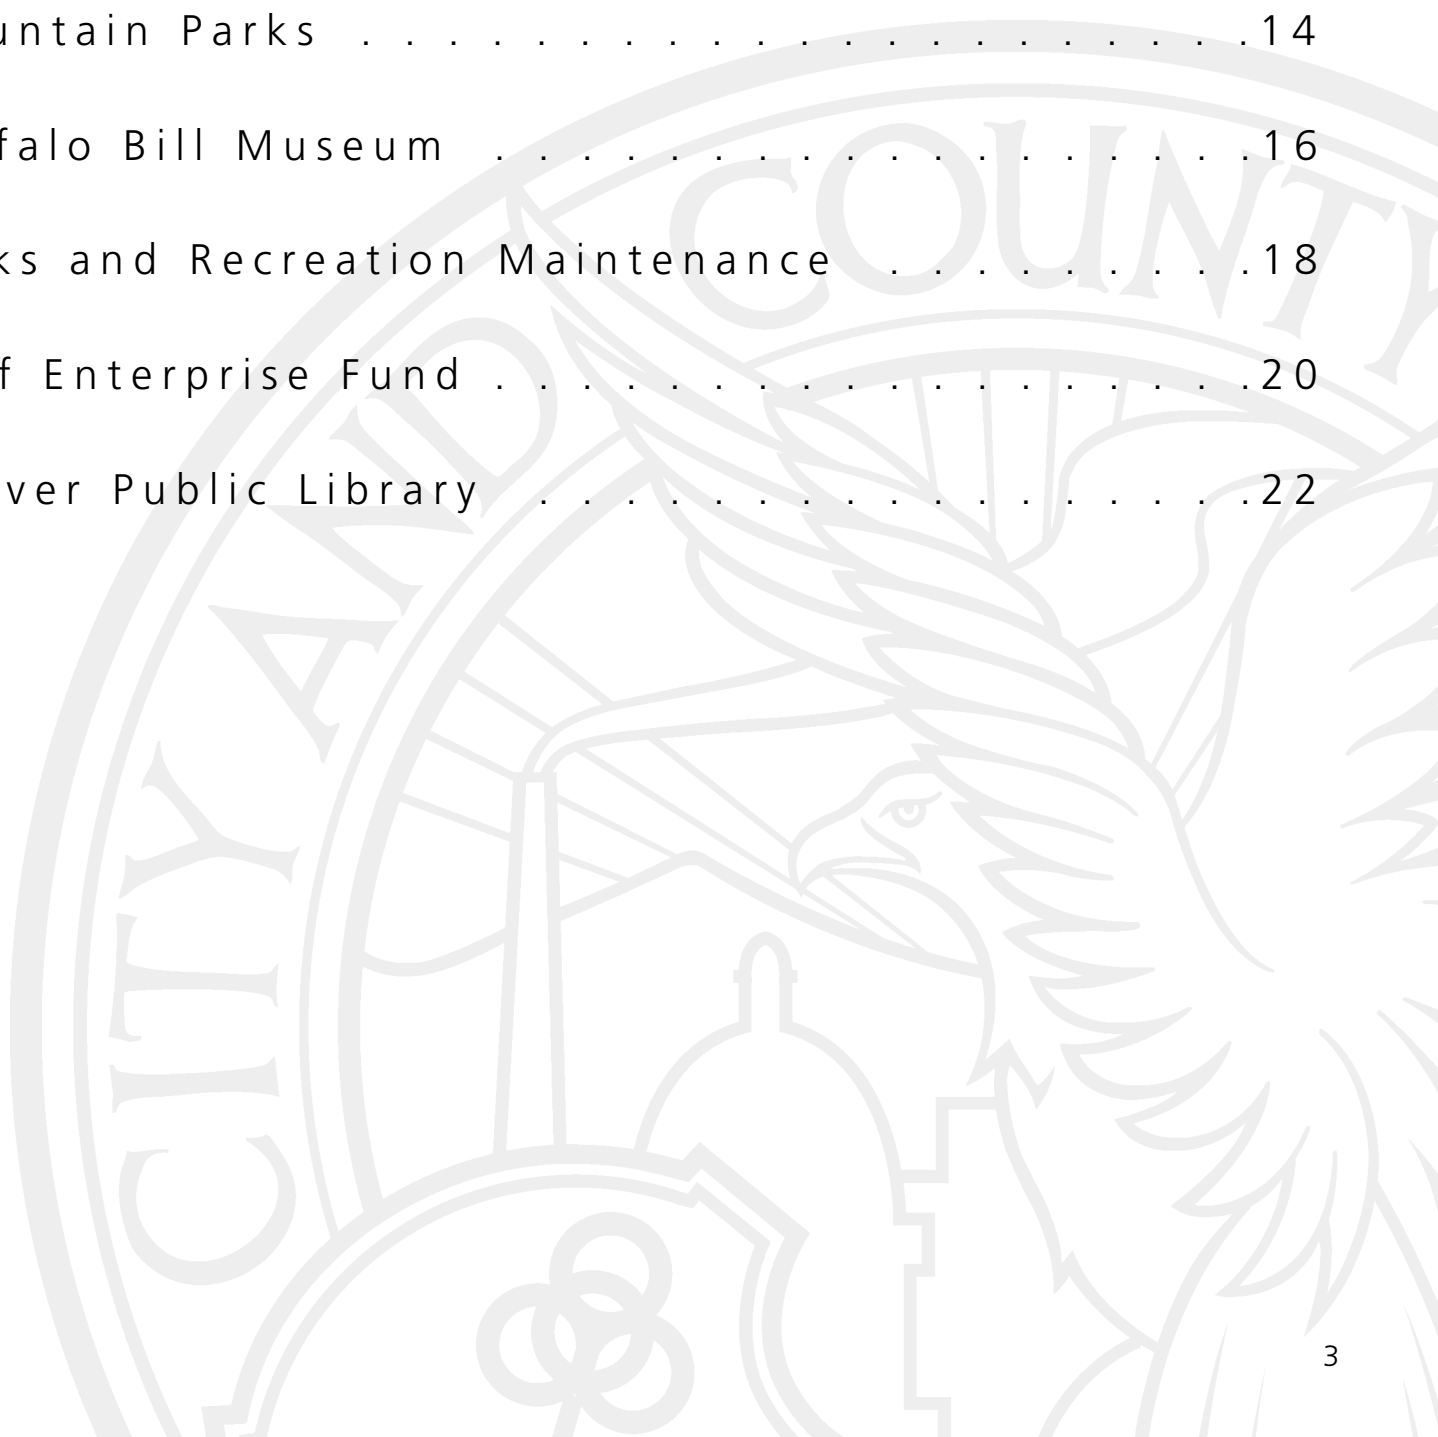 untain Parks . . . . . . . . . . . . . . . . . . . . .14
falo Bill Museum . . . . . . . . . . . . . . . . . .16
ks and Recreation Maintenance . . . . . . . . .18
f Enterprise Fund . . . . . . . . . . . . . . . . . .20
ver Public Library . . . . . . . . . . . . . . . . .22
CITY AND COUNTY
3